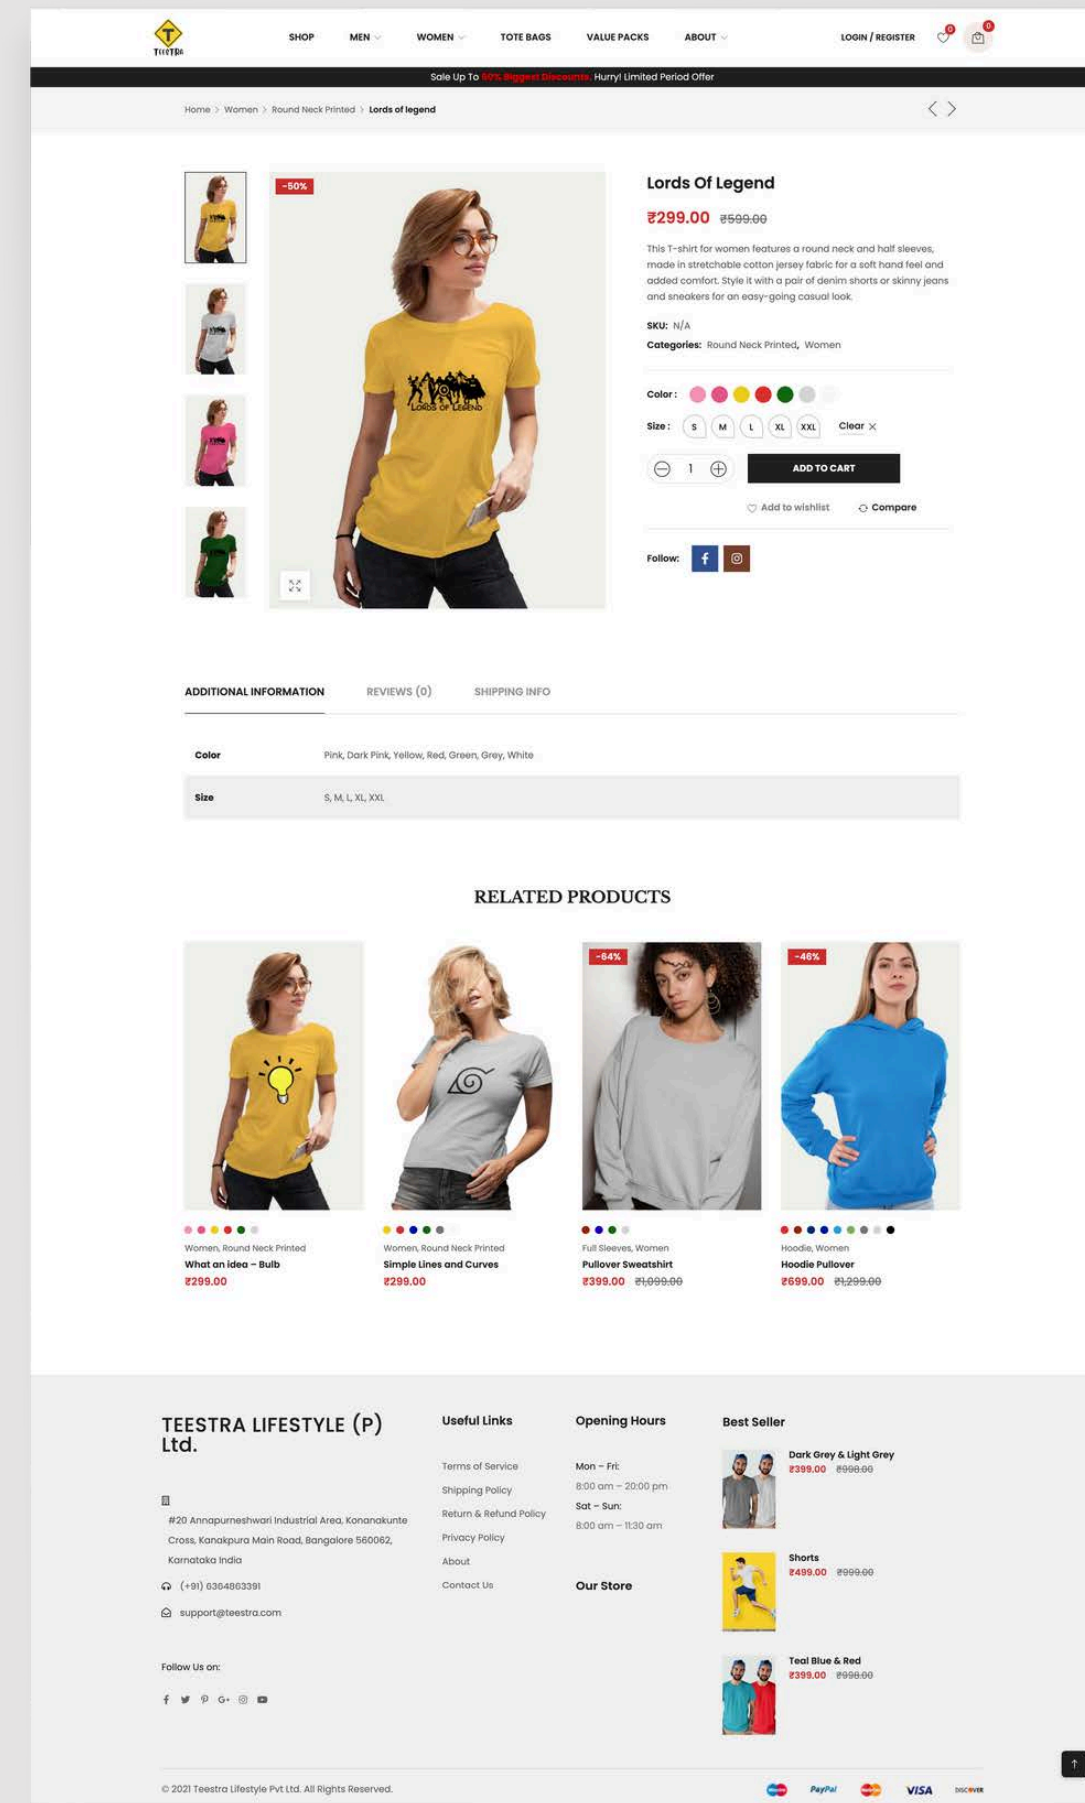 TEESTRA
SHOP MEN WOMEN TOTE BAGS VALUE PACKS ABOUT LOGIN / REGISTER 0 0
Sale Up To 50% Biggest Discounts, Hurry! Limited Period Offer
Home > Women > Round Neck Printed > Lords of legend
-50%
LORDS OF LEGEND
Lords Of Legend
₹299.00 ₹599.00
This T-shirt for women features a round neck and half sleeves,
made in stretchable cotton jersey fabric for a soft hand feel and
added comfort. Style it with a pair of denim shorts or skinny jeans
and sneakers for an easy-going casual look.
SKU: N/A
Categories: Round Neck Printed, Women
Color :
Size : S M L XL XXL Clear ×
1 ADD TO CART
Add to wishlist Compare
Follow:
ADDITIONAL INFORMATION REVIEWS (0) SHIPPING INFO
Color Pink, Dark Pink, Yellow, Red, Green, Grey, White
Size S, M, L, XL, XXL
RELATED PRODUCTS
-64% -46%
Women, Round Neck Printed
What an idea – Bulb
₹299.00
Women, Round Neck Printed
Simple Lines and Curves
₹299.00
Full Sleeves, Women
Pullover Sweatshirt
₹399.00 ₹1,099.00
Hoodie, Women
Hoodie Pullover
₹699.00 ₹1,299.00
TEESTRA LIFESTYLE (P)
Ltd.
#20 Annapurneshwari Industrial Area, Konanakunte
Cross, Kanakpura Main Road, Bangalore 560062,
Karnataka India
(+91) 6364863391
support@teestra.com
Follow Us on:
Useful Links
Terms of Service
Shipping Policy
Return & Refund Policy
Privacy Policy
About
Contact Us
Opening Hours
Mon – Fri:
8:00 am – 20:00 pm
Sat – Sun:
8:00 am – 11:30 am
Our Store
Best Seller
Dark Grey & Light Grey
₹399.00 ₹998.00
Shorts
₹499.00 ₹999.00
Teal Blue & Red
₹399.00 ₹998.00
© 2021 Teestra Lifestyle Pvt Ltd. All Rights Reserved.
PayPal VISA DISCOVER